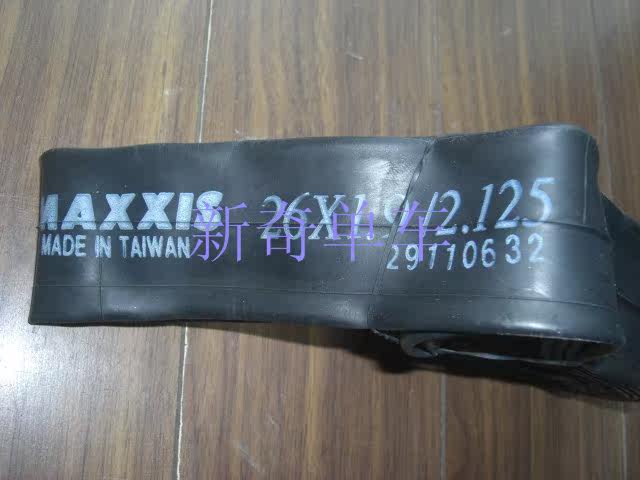 MAXXIS 26X1.9/2.125
MADE IN TAIWAN 29110632
新奇单车